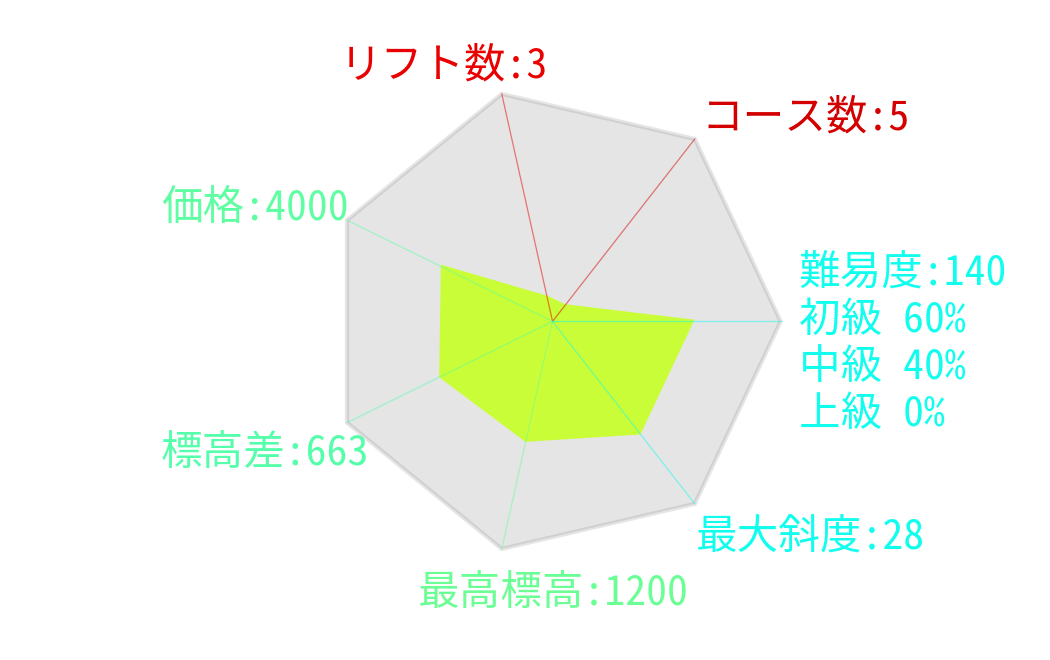 リフト数:3
コース数:5
価格:4000
難易度:140
初級 60%
中級 40%
上級 0%
標高差:663
最大斜度:28
最高標高:1200